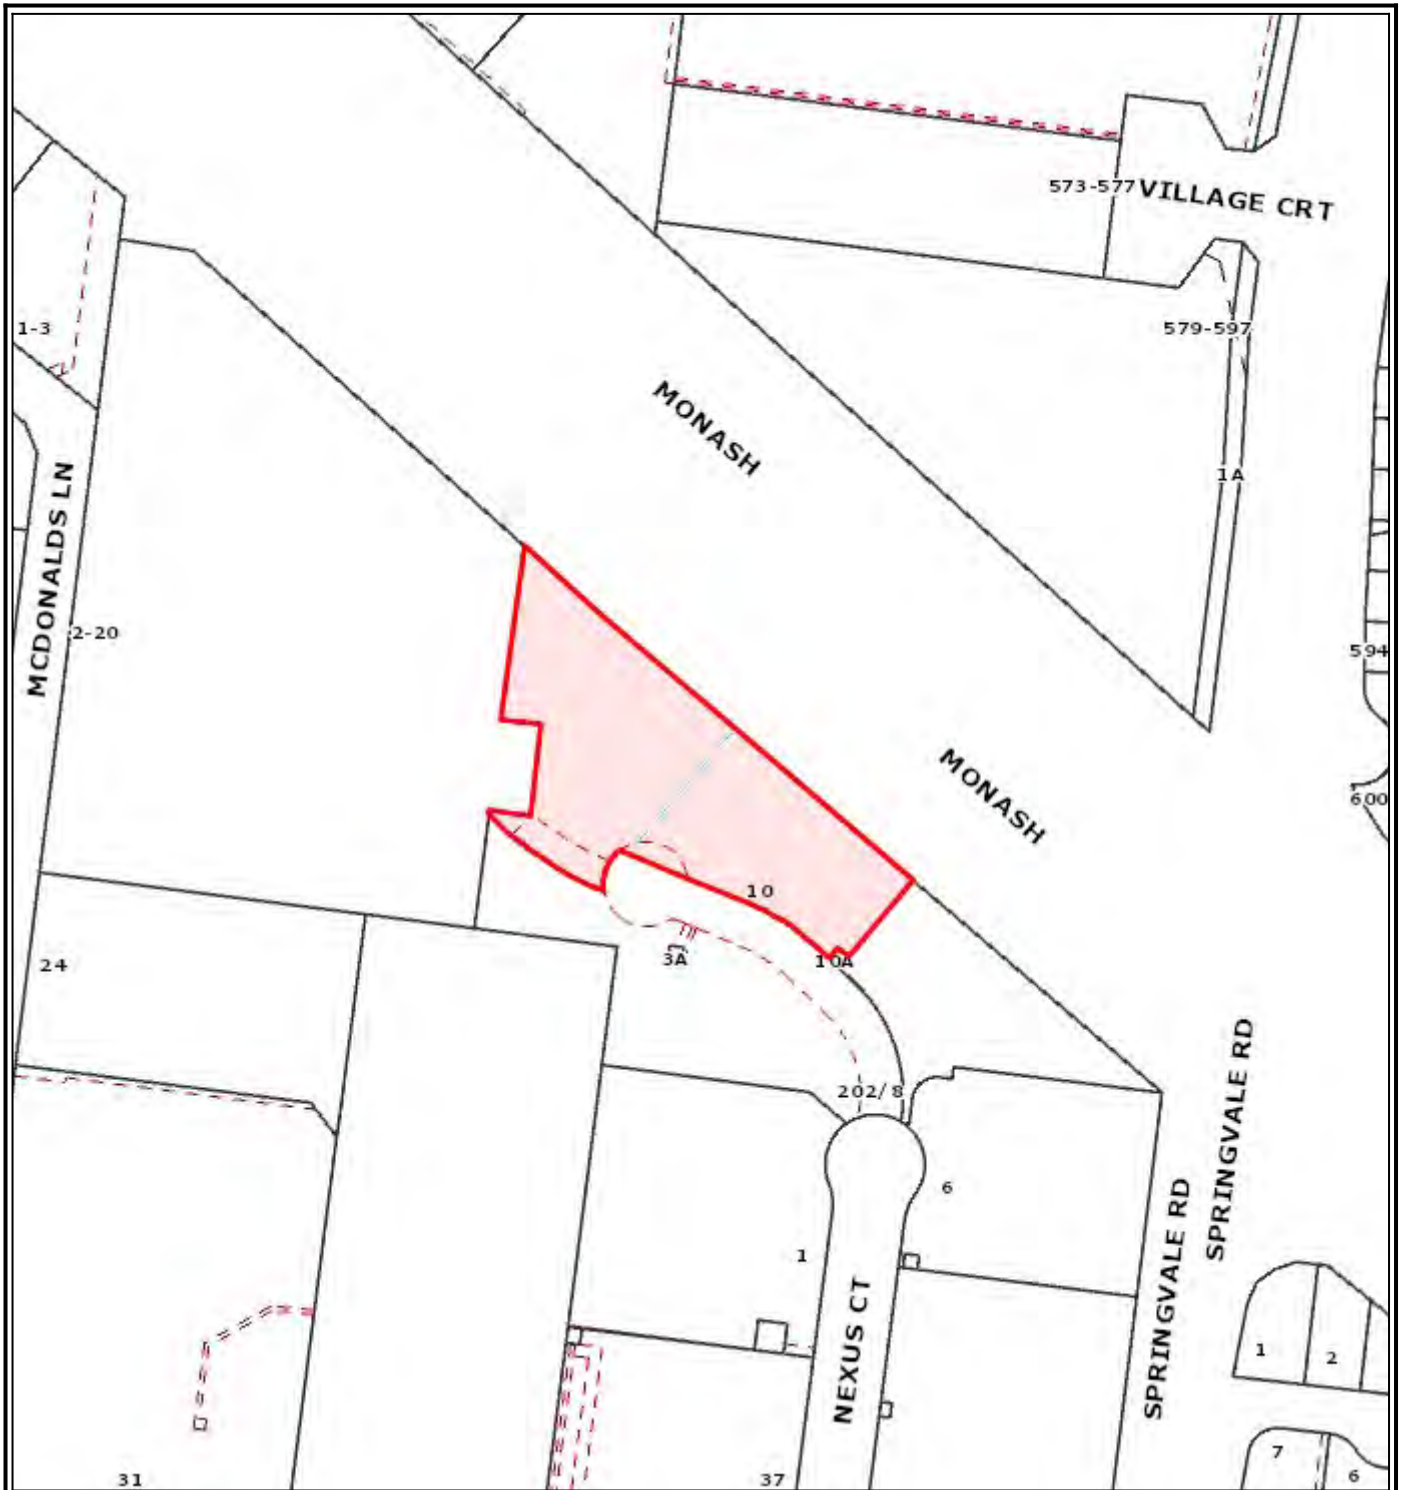 573-577
VILLAGE CRT
1-3
579-597
MONASH
1A
MCDONALDS LN
2-20
594
MONASH
600
10
24
3A
10A
SPRINGVALE RD
202/ 8
6
SPRINGVALE RD
1
NEXUS CT
1
2
7
6
31
37